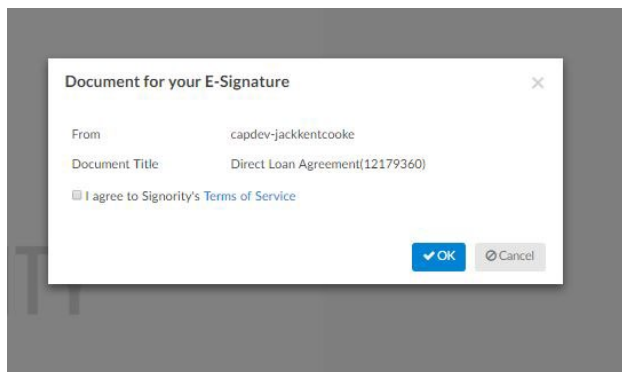 Document for your E-Signature
From capdev-jackkentcooke
Document Title Direct Loan Agreement(12179360)
I agree to Signority's Terms of Service
OK Cancel
ITY